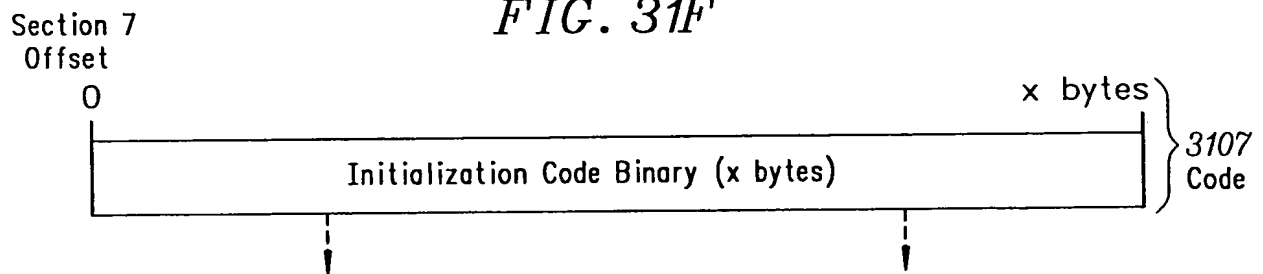 FIG. 31F
Section 7
Offset
0
x bytes
Initialization Code Binary (x bytes)
3107
Code